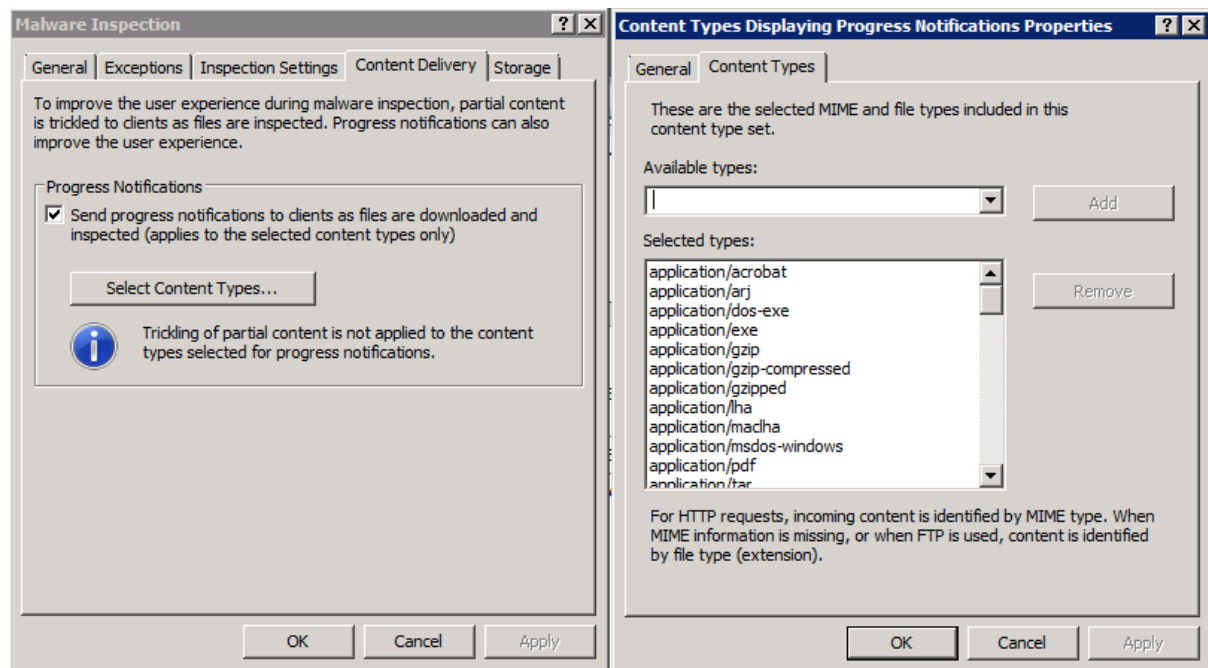 Malware Inspection
General
Exceptions
Inspection Settings
Content Delivery
Storage
To improve the user experience during malware inspection, partial content
is trickled to clients as files are inspected. Progress notifications can also
improve the user experience.
Progress Notifications
Send progress notifications to clients as files are downloaded and
inspected (applies to the selected content types only)
Select Content Types...
Trickling of partial content is not applied to the content
types selected for progress notifications.
OK
Cancel
Apply
Content Types Displaying Progress Notifications Properties
General
Content Types
These are the selected MIME and file types included in this
content type set.
Available types:
Add
Selected types:
application/acrobat
application/arj
application/dos-exe
application/exe
application/gzip
application/gzip-compressed
application/gzipped
application/lha
application/maclha
application/msdos-windows
application/pdf
application/tar
Remove
For HTTP requests, incoming content is identified by MIME type. When
MIME information is missing, or when FTP is used, content is identified
by file type (extension).
OK
Cancel
Apply